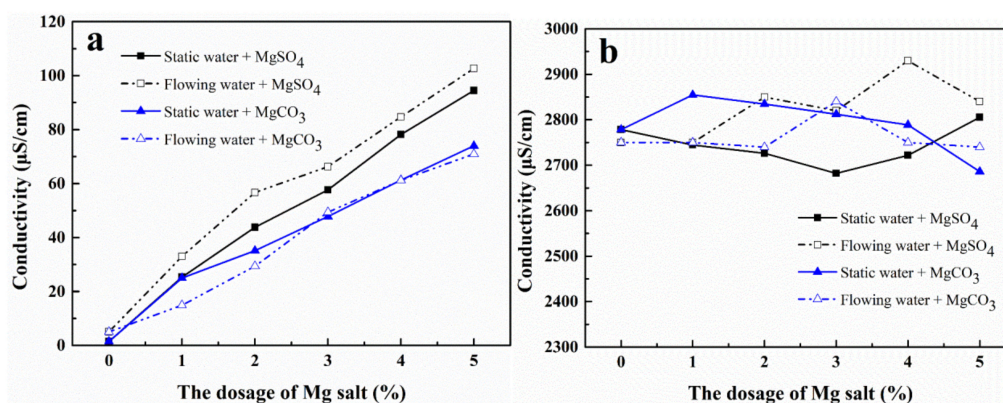 a
Static water + MgSO₄
Flowing water + MgSO₄
Static water + MgCO₃
Flowing water + MgCO₃
Conductivity (μS/cm)
120
100
80
60
40
20
0
0 1 2 3 4 5
The dosage of Mg salt (%)
b
Static water + MgSO₄
Flowing water + MgSO₄
Static water + MgCO₃
Flowing water + MgCO₃
Conductivity (μS/cm)
3000
2900
2800
2700
2600
2500
2400
2300
0 1 2 3 4 5
The dosage of Mg salt (%)